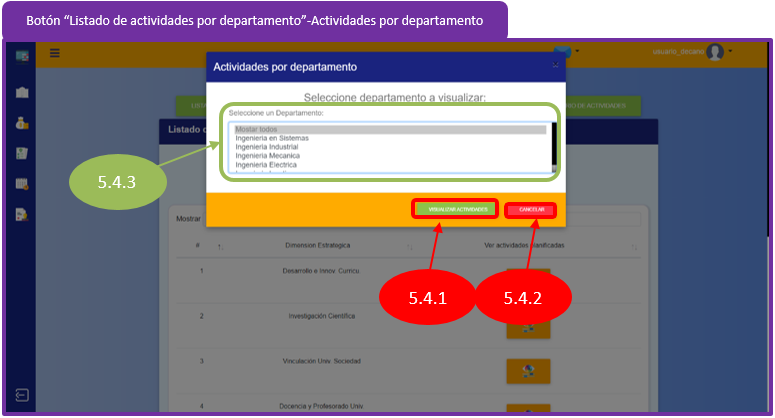 Botón “Listado de actividades por departamento”-Actividades por departamento
usuario_decano
Actividades por departamento
Seleccione departamento a visualizar:
Seleccione un Departamento:
Mostar todos
Ingenieria en Sistemas
Ingenieria Industrial
Ingenieria Mecanica
Ingenieria Electrica
VISUALIZAR ACTIVIDADES
CANCELAR
ACTIVIDADES
Listado
5.4.3
5.4.1
5.4.2
Mostrar
# Dimension Estrategica Ver actividades planificadas
1 Desarrollo e Innov. Curricu.
2 Investigación Científica
3 Vinculación Univ. Sociedad
4 Docencia y Profesorado Univ.